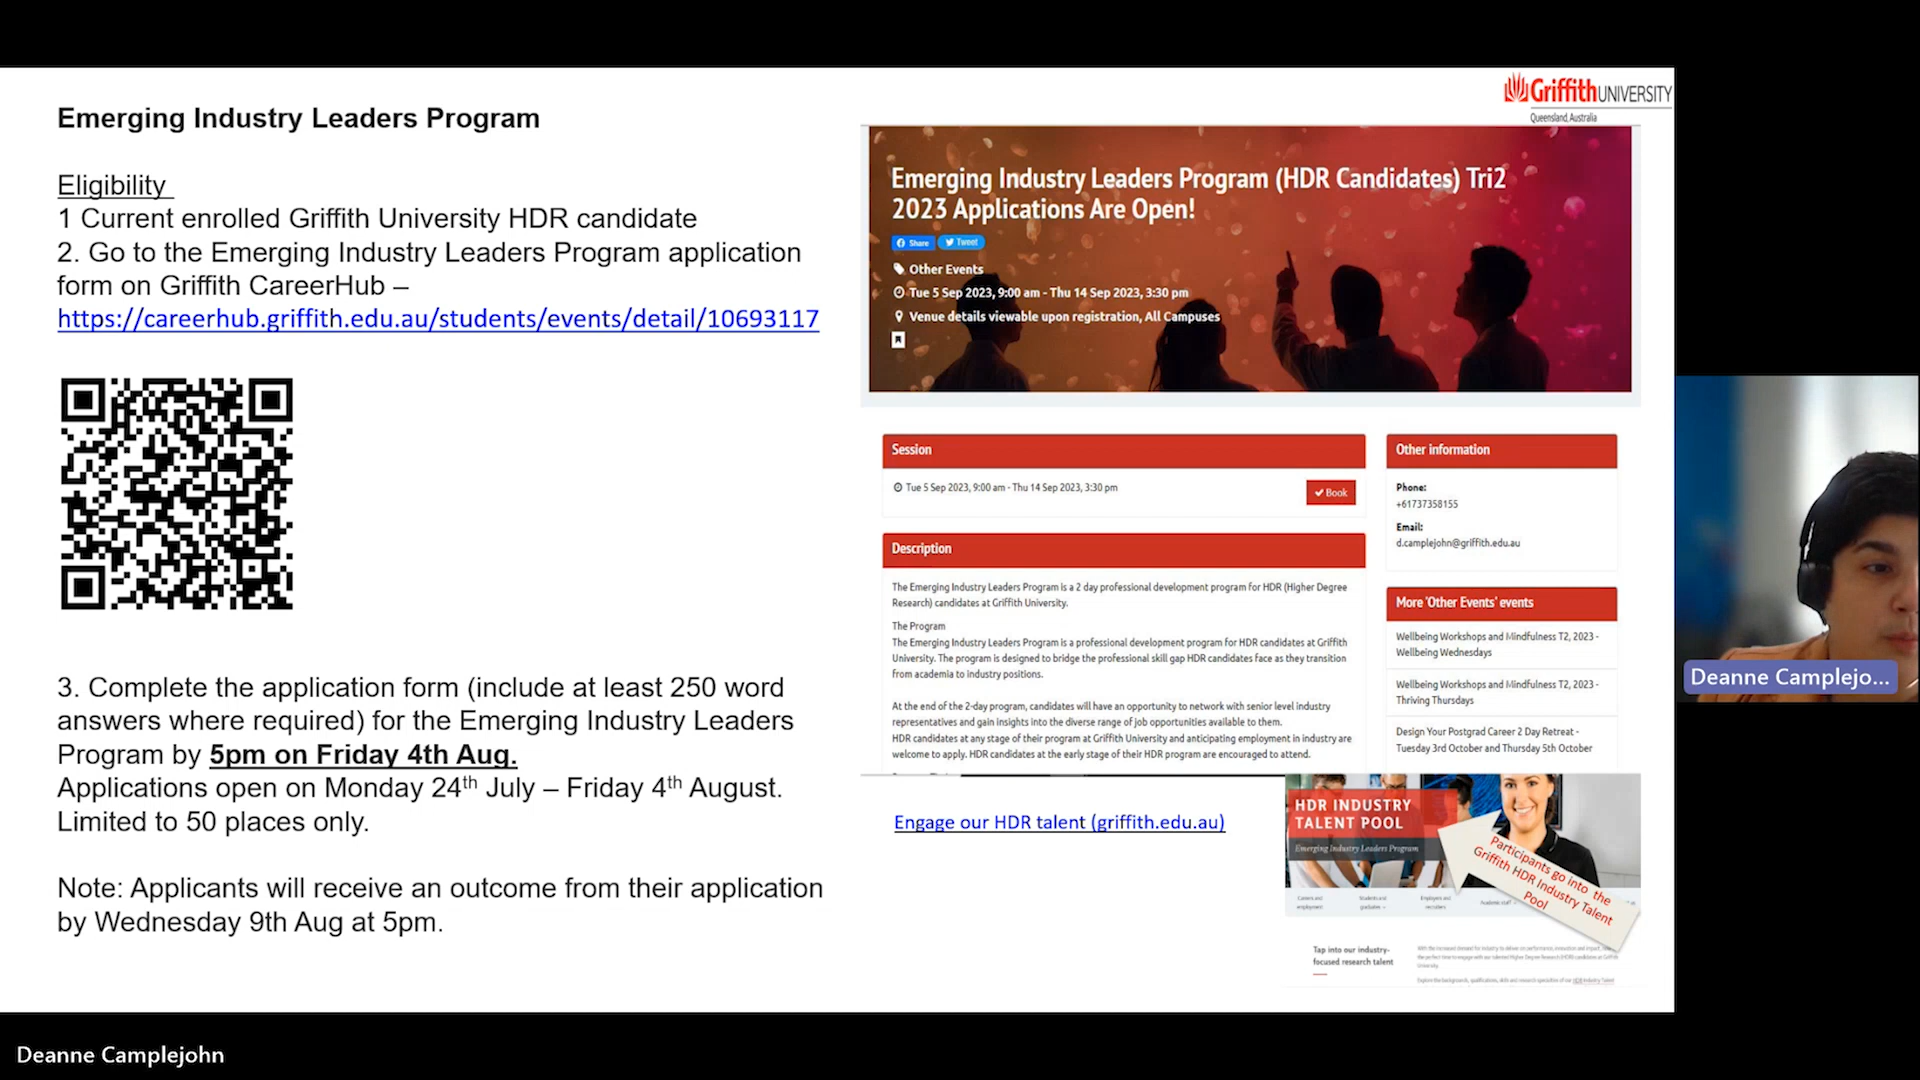 Emerging Industry Leaders Program
Eligibility
1 Current enrolled Griffith University HDR candidate
2. Go to the Emerging Industry Leaders Program application
form on Griffith CareerHub –
https://careerhub.griffith.edu.au/students/events/detail/10693117
3. Complete the application form (include at least 250 word
answers where required) for the Emerging Industry Leaders
Program by 5pm on Friday 4th Aug.
Applications open on Monday 24th July – Friday 4th August.
Limited to 50 places only.
Note: Applicants will receive an outcome from their application
by Wednesday 9th Aug at 5pm.
Griffith UNIVERSITY
Queensland, Australia
Emerging Industry Leaders Program (HDR Candidates) Tri2
2023 Applications Are Open!
Share Tweet
Other Events
Tue 5 Sep 2023, 9:00 am - Thu 14 Sep 2023, 3:30 pm
Venue details viewable upon registration, All Campuses
Session
Tue 5 Sep 2023, 9:00 am - Thu 14 Sep 2023, 3:30 pm
Book
Description
The Emerging Industry Leaders Program is a 2 day professional development program for HDR (Higher Degree
Research) candidates at Griffith University.
The Program
The Emerging Industry Leaders Program is a professional development program for HDR candidates at Griffith
University. The program is designed to bridge the professional skill gap HDR candidates face as they transition
from academia to industry positions.
At the end of the 2-day program, candidates will have an opportunity to network with senior level industry
representatives and gain insights into the diverse range of job opportunities available to them.
HDR candidates at any stage of their program at Griffith University and anticipating employment in industry are
welcome to apply. HDR candidates at the early stage of their HDR program are encouraged to attend.
Other information
Phone:
+61737358155
Email:
d.camplejohn@griffith.edu.au
More 'Other Events' events
Wellbeing Workshops and Mindfulness T2, 2023 -
Wellbeing Wednesdays
Wellbeing Workshops and Mindfulness T2, 2023 -
Thriving Thursdays
Design Your Postgrad Career 2 Day Retreat -
Tuesday 3rd October and Thursday 5th October
Engage our HDR talent (griffith.edu.au)
HDR INDUSTRY
TALENT POOL
Emerging Industry Leaders Program
Participants go into the
Griffith HDR Industry Talent
Pool
Careers and
employment
Students and
graduates
Employers and
recruiters
Academic staff
Tap into our industry-
focused research talent
Deanne Camplejo...
Deanne Camplejohn